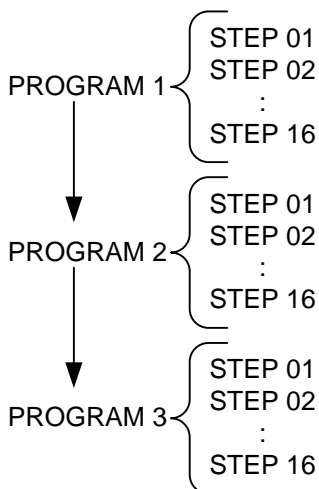 STEP 01
STEP 02
PROGRAM 1
:
STEP 16
STEP 01
STEP 02
PROGRAM 2
:
STEP 16
STEP 01
STEP 02
PROGRAM 3
:
STEP 16